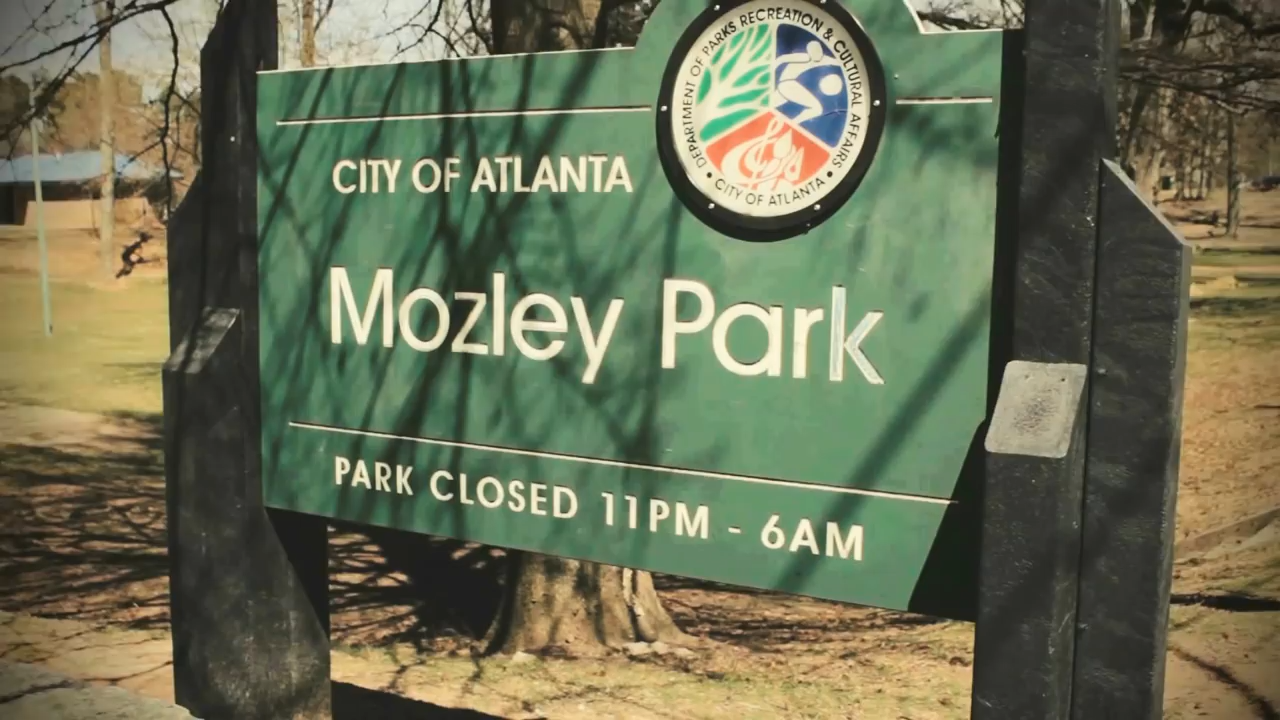 DEPARTMENT OF PARKS RECREATION & CULTURAL AFFAIRS
• CITY OF ATLANTA •
CITY OF ATLANTA
Mozley Park
PARK CLOSED 11PM - 6AM